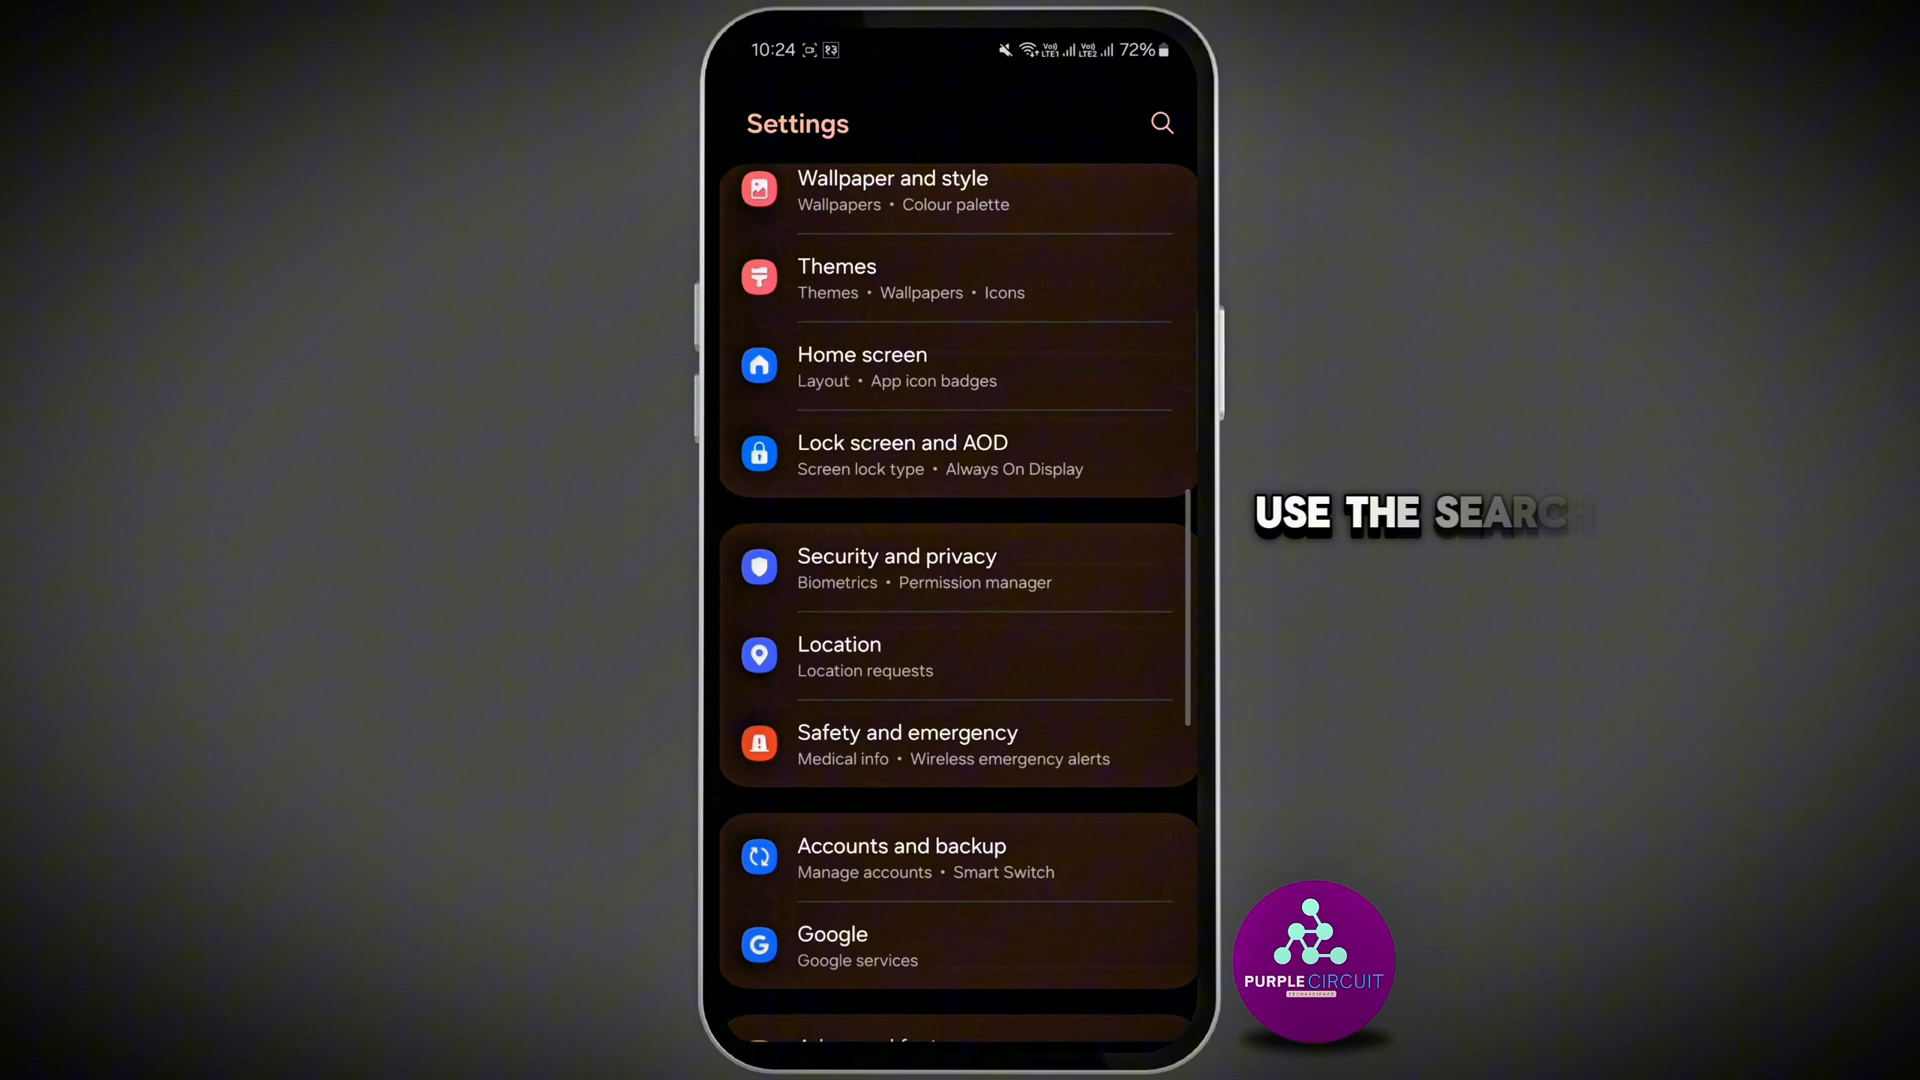 10:24 72%
Settings
Wallpaper and style
Wallpapers • Colour palette
Themes
Themes • Wallpapers • Icons
Home screen
Layout • App icon badges
Lock screen and AOD
Screen lock type • Always On Display
USE THE SEARCH
Security and privacy
Biometrics • Permission manager
Location
Location requests
Safety and emergency
Medical info • Wireless emergency alerts
Accounts and backup
Manage accounts • Smart Switch
Google
Google services
PURPLE CIRCUIT